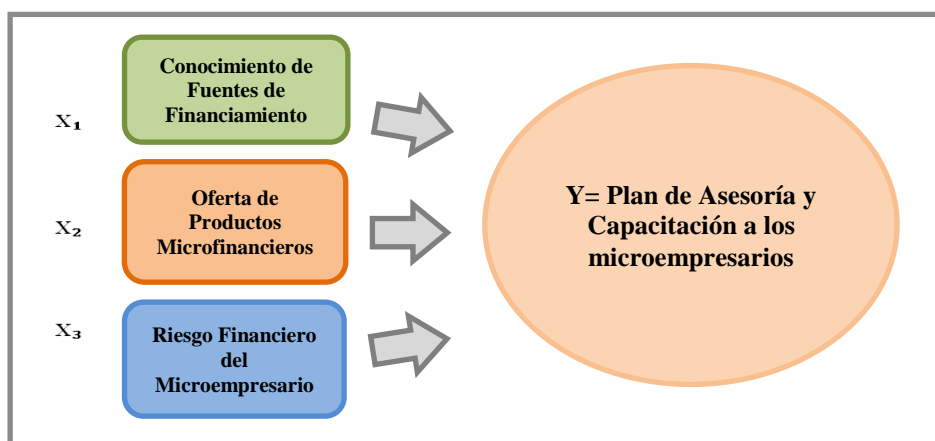 Conocimiento de
Fuentes de
Financiamiento
X₁
Oferta de
Productos
Microfinancieros
X₂
Riesgo Financiero
del
Microempresario
X₃
Y= Plan de Asesoría y
Capacitación a los
microempresarios